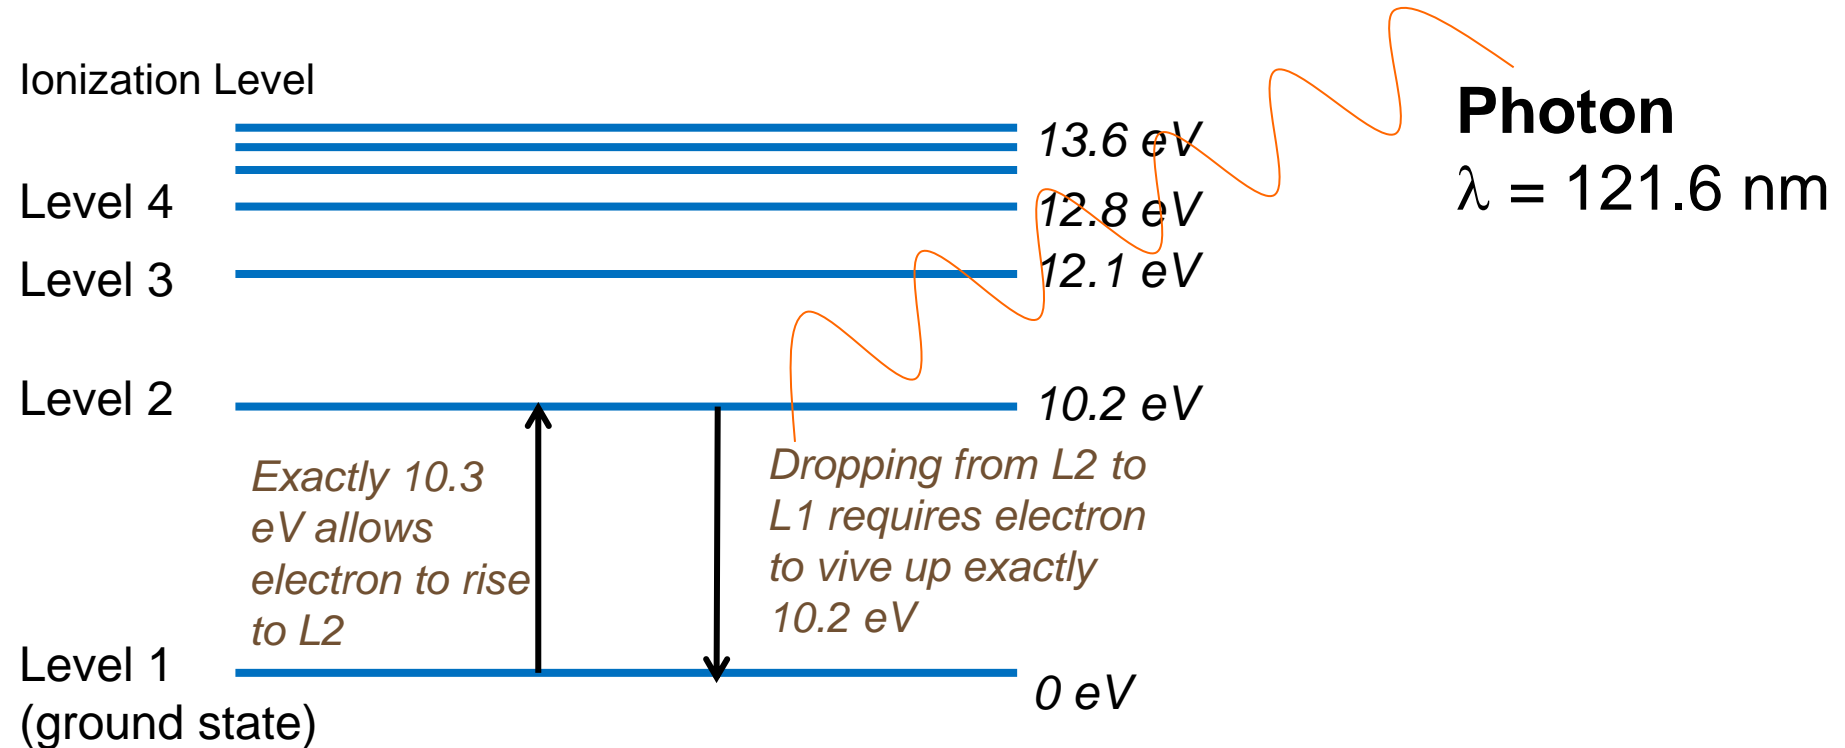 Ionization Level
13.6 eV
Photon
λ = 121.6 nm
Level 4
12.8 eV
Level 3
12.1 eV
Level 2
10.2 eV
Exactly 10.3
eV allows
electron to rise
to L2
Dropping from L2 to
L1 requires electron
to vive up exactly
10.2 eV
Level 1
(ground state)
0 eV